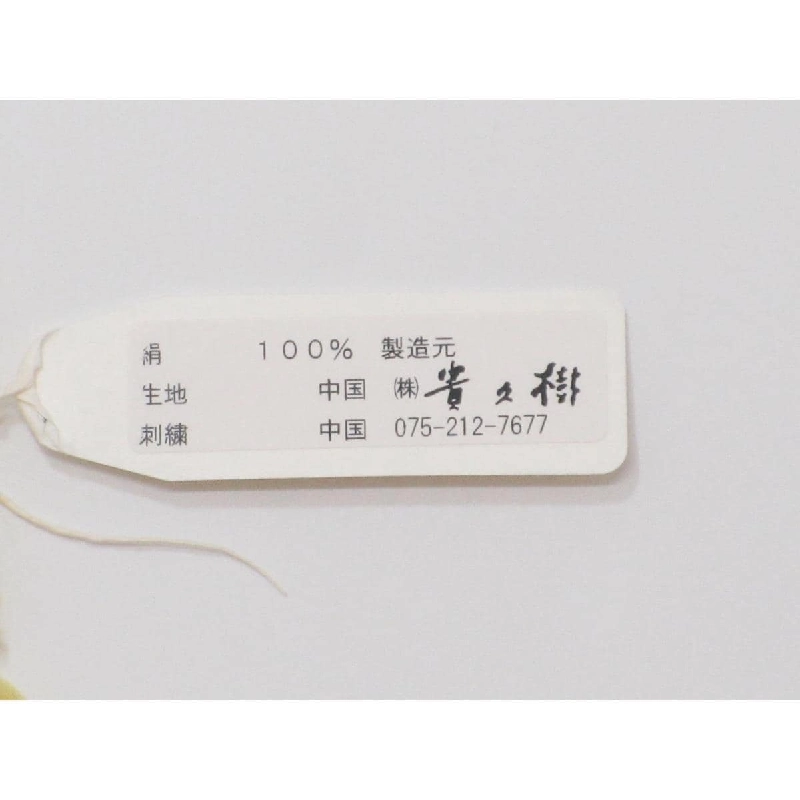 絹 １００% 製造元
生地 中国 ㈱貴久樹
刺繍 中国 075-212-7677